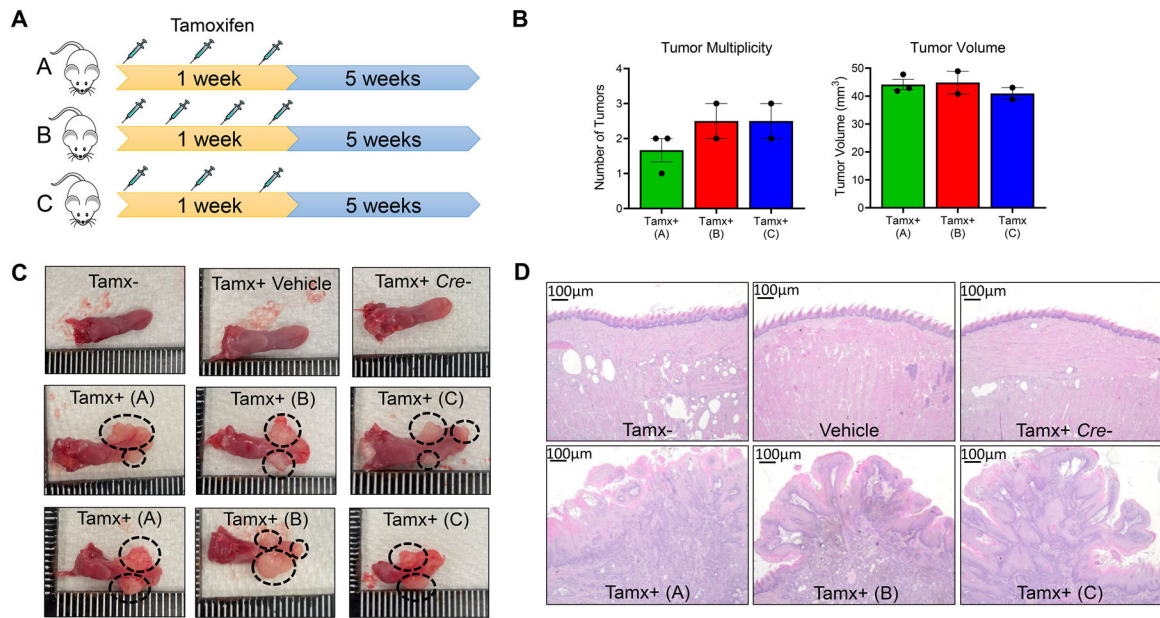 A
Tamoxifen
A
1 week
5 weeks
B
1 week
5 weeks
C
1 week
5 weeks
B
Tumor Multiplicity
Number of Tumors
4
3
2
1
0
Tamx+
(A)
Tamx+
(B)
Tamx+
(C)
Tumor Volume
Tumor Volume (mm³)
50
40
30
20
10
0
Tamx+
(A)
Tamx+
(B)
Tamx
(C)
C
Tamx-
Tamx+ Vehicle
Tamx+ Cre-
Tamx+ (A)
Tamx+ (B)
Tamx+ (C)
Tamx+ (A)
Tamx+ (B)
Tamx+ (C)
D
100μm
100μm
100μm
Tamx-
Vehicle
Tamx+ Cre-
100μm
100μm
100μm
Tamx+ (A)
Tamx+ (B)
Tamx+ (C)